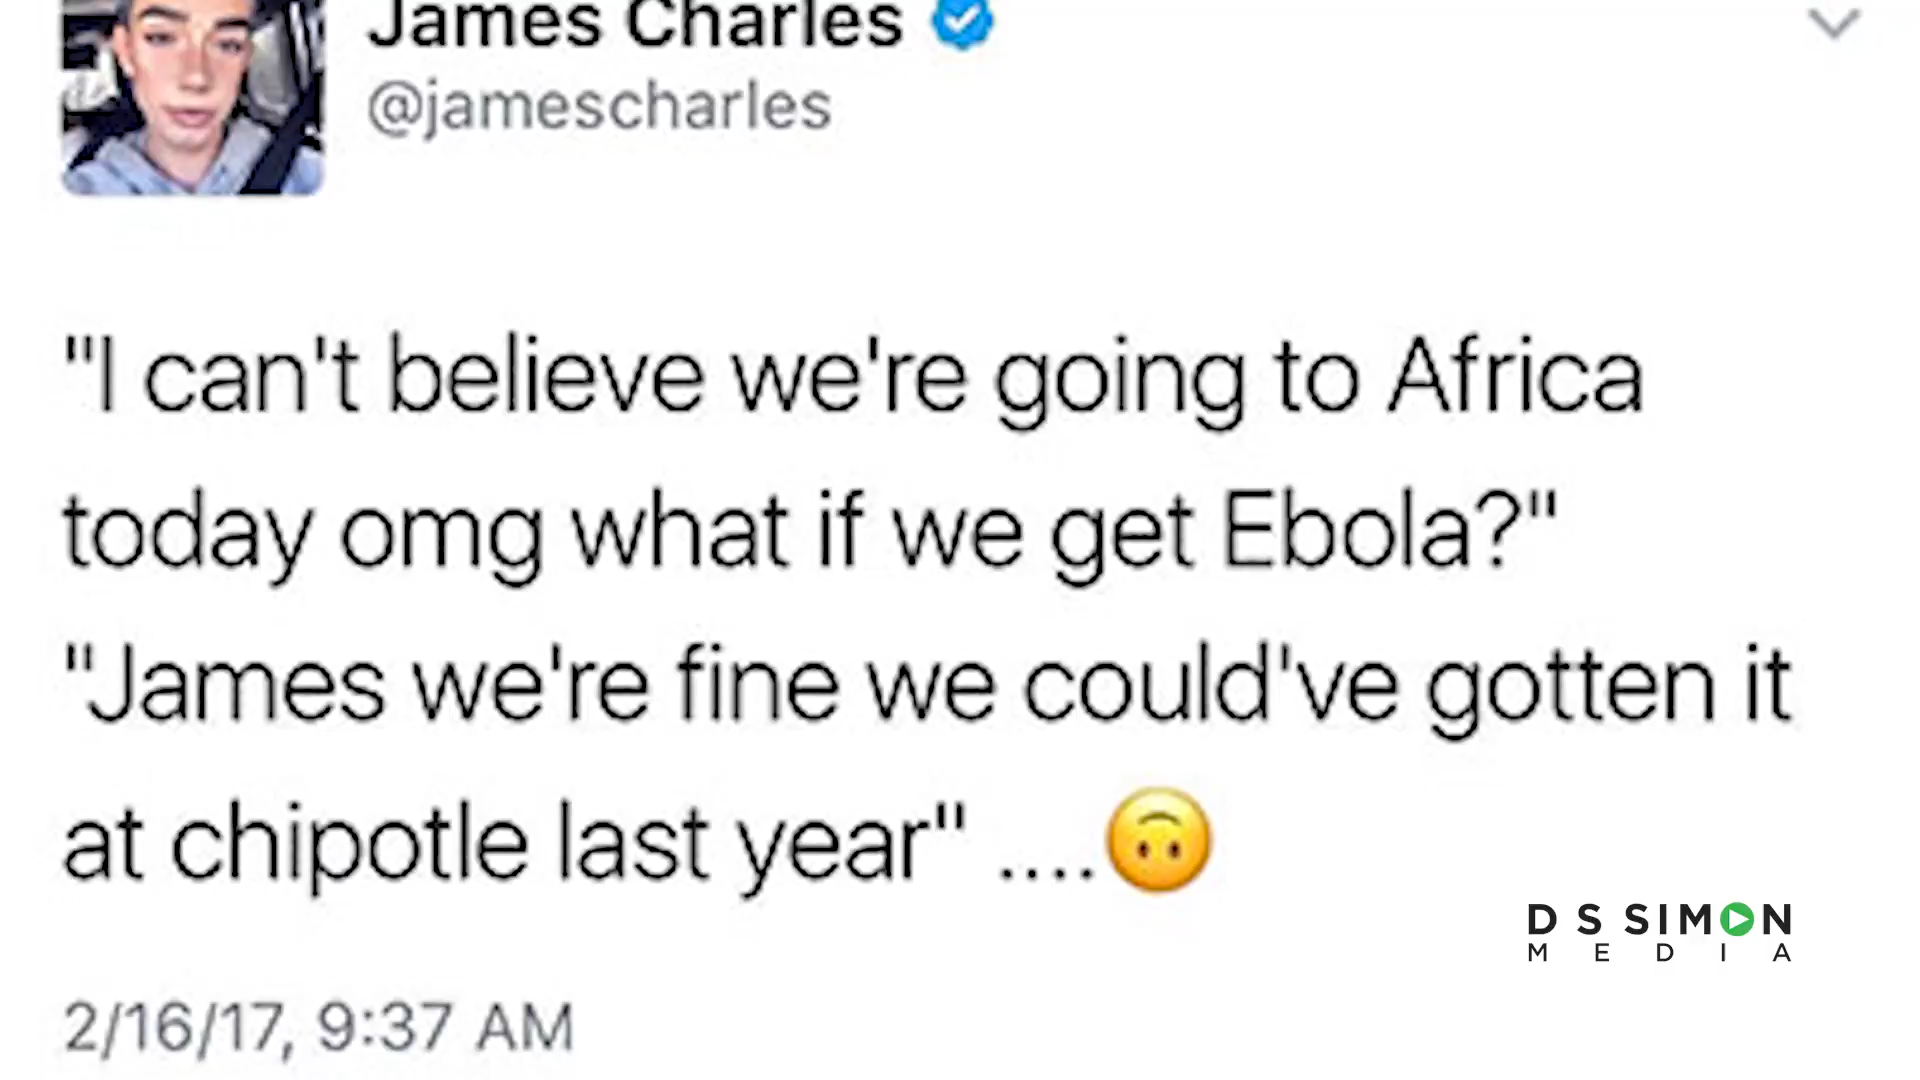 James Charles
@jamescharles
"I can't believe we're going to Africa
today omg what if we get Ebola?"
"James we're fine we could've gotten it
at chipotle last year" ....🙃
D S SIMON
MEDIA
2/16/17, 9:37 AM